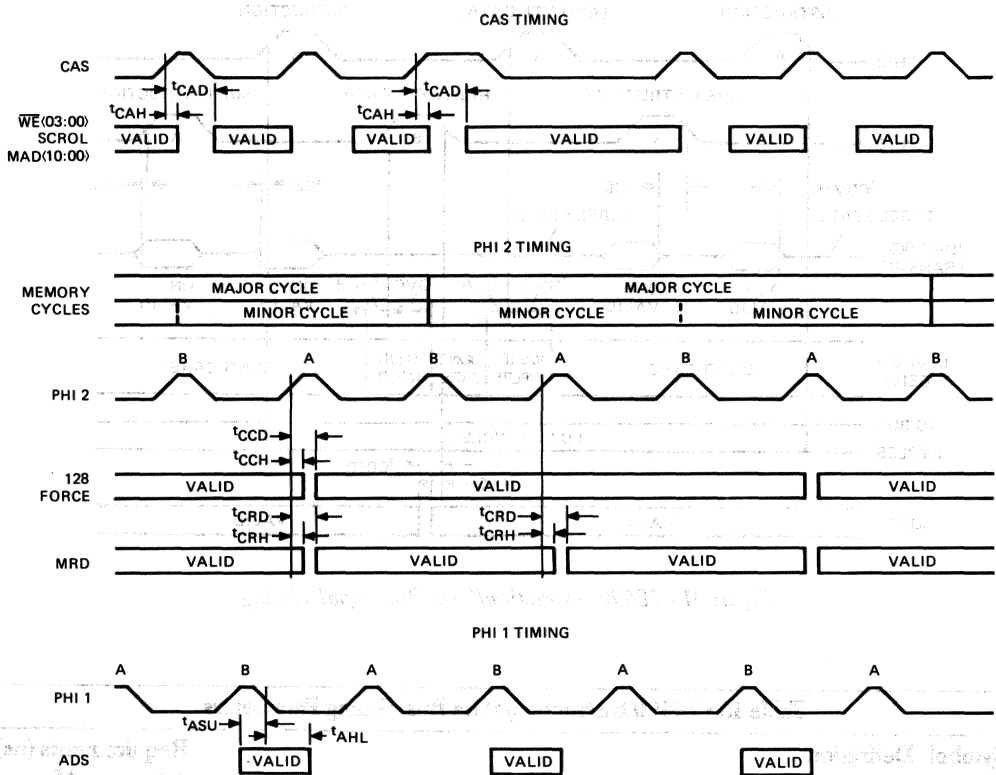 CAS TIMING
CAS
tCAD
tCAD
tCAH
tCAH
WE⟨03:00⟩
SCROL
MAD⟨10:00⟩
VALID VALID VALID VALID VALID VALID
PHI 2 TIMING
MEMORY
CYCLES
MAJOR CYCLE MAJOR CYCLE
MINOR CYCLE MINOR CYCLE MINOR CYCLE
B A B A B A B
PHI 2
tCCD
tCCH
128
FORCE
VALID VALID VALID
tCRD tCRD
tCRH tCRH
MRD
VALID VALID VALID VALID
PHI 1 TIMING
A B A B A B A
PHI 1
tASU
tAHL
ADS
VALID VALID VALID